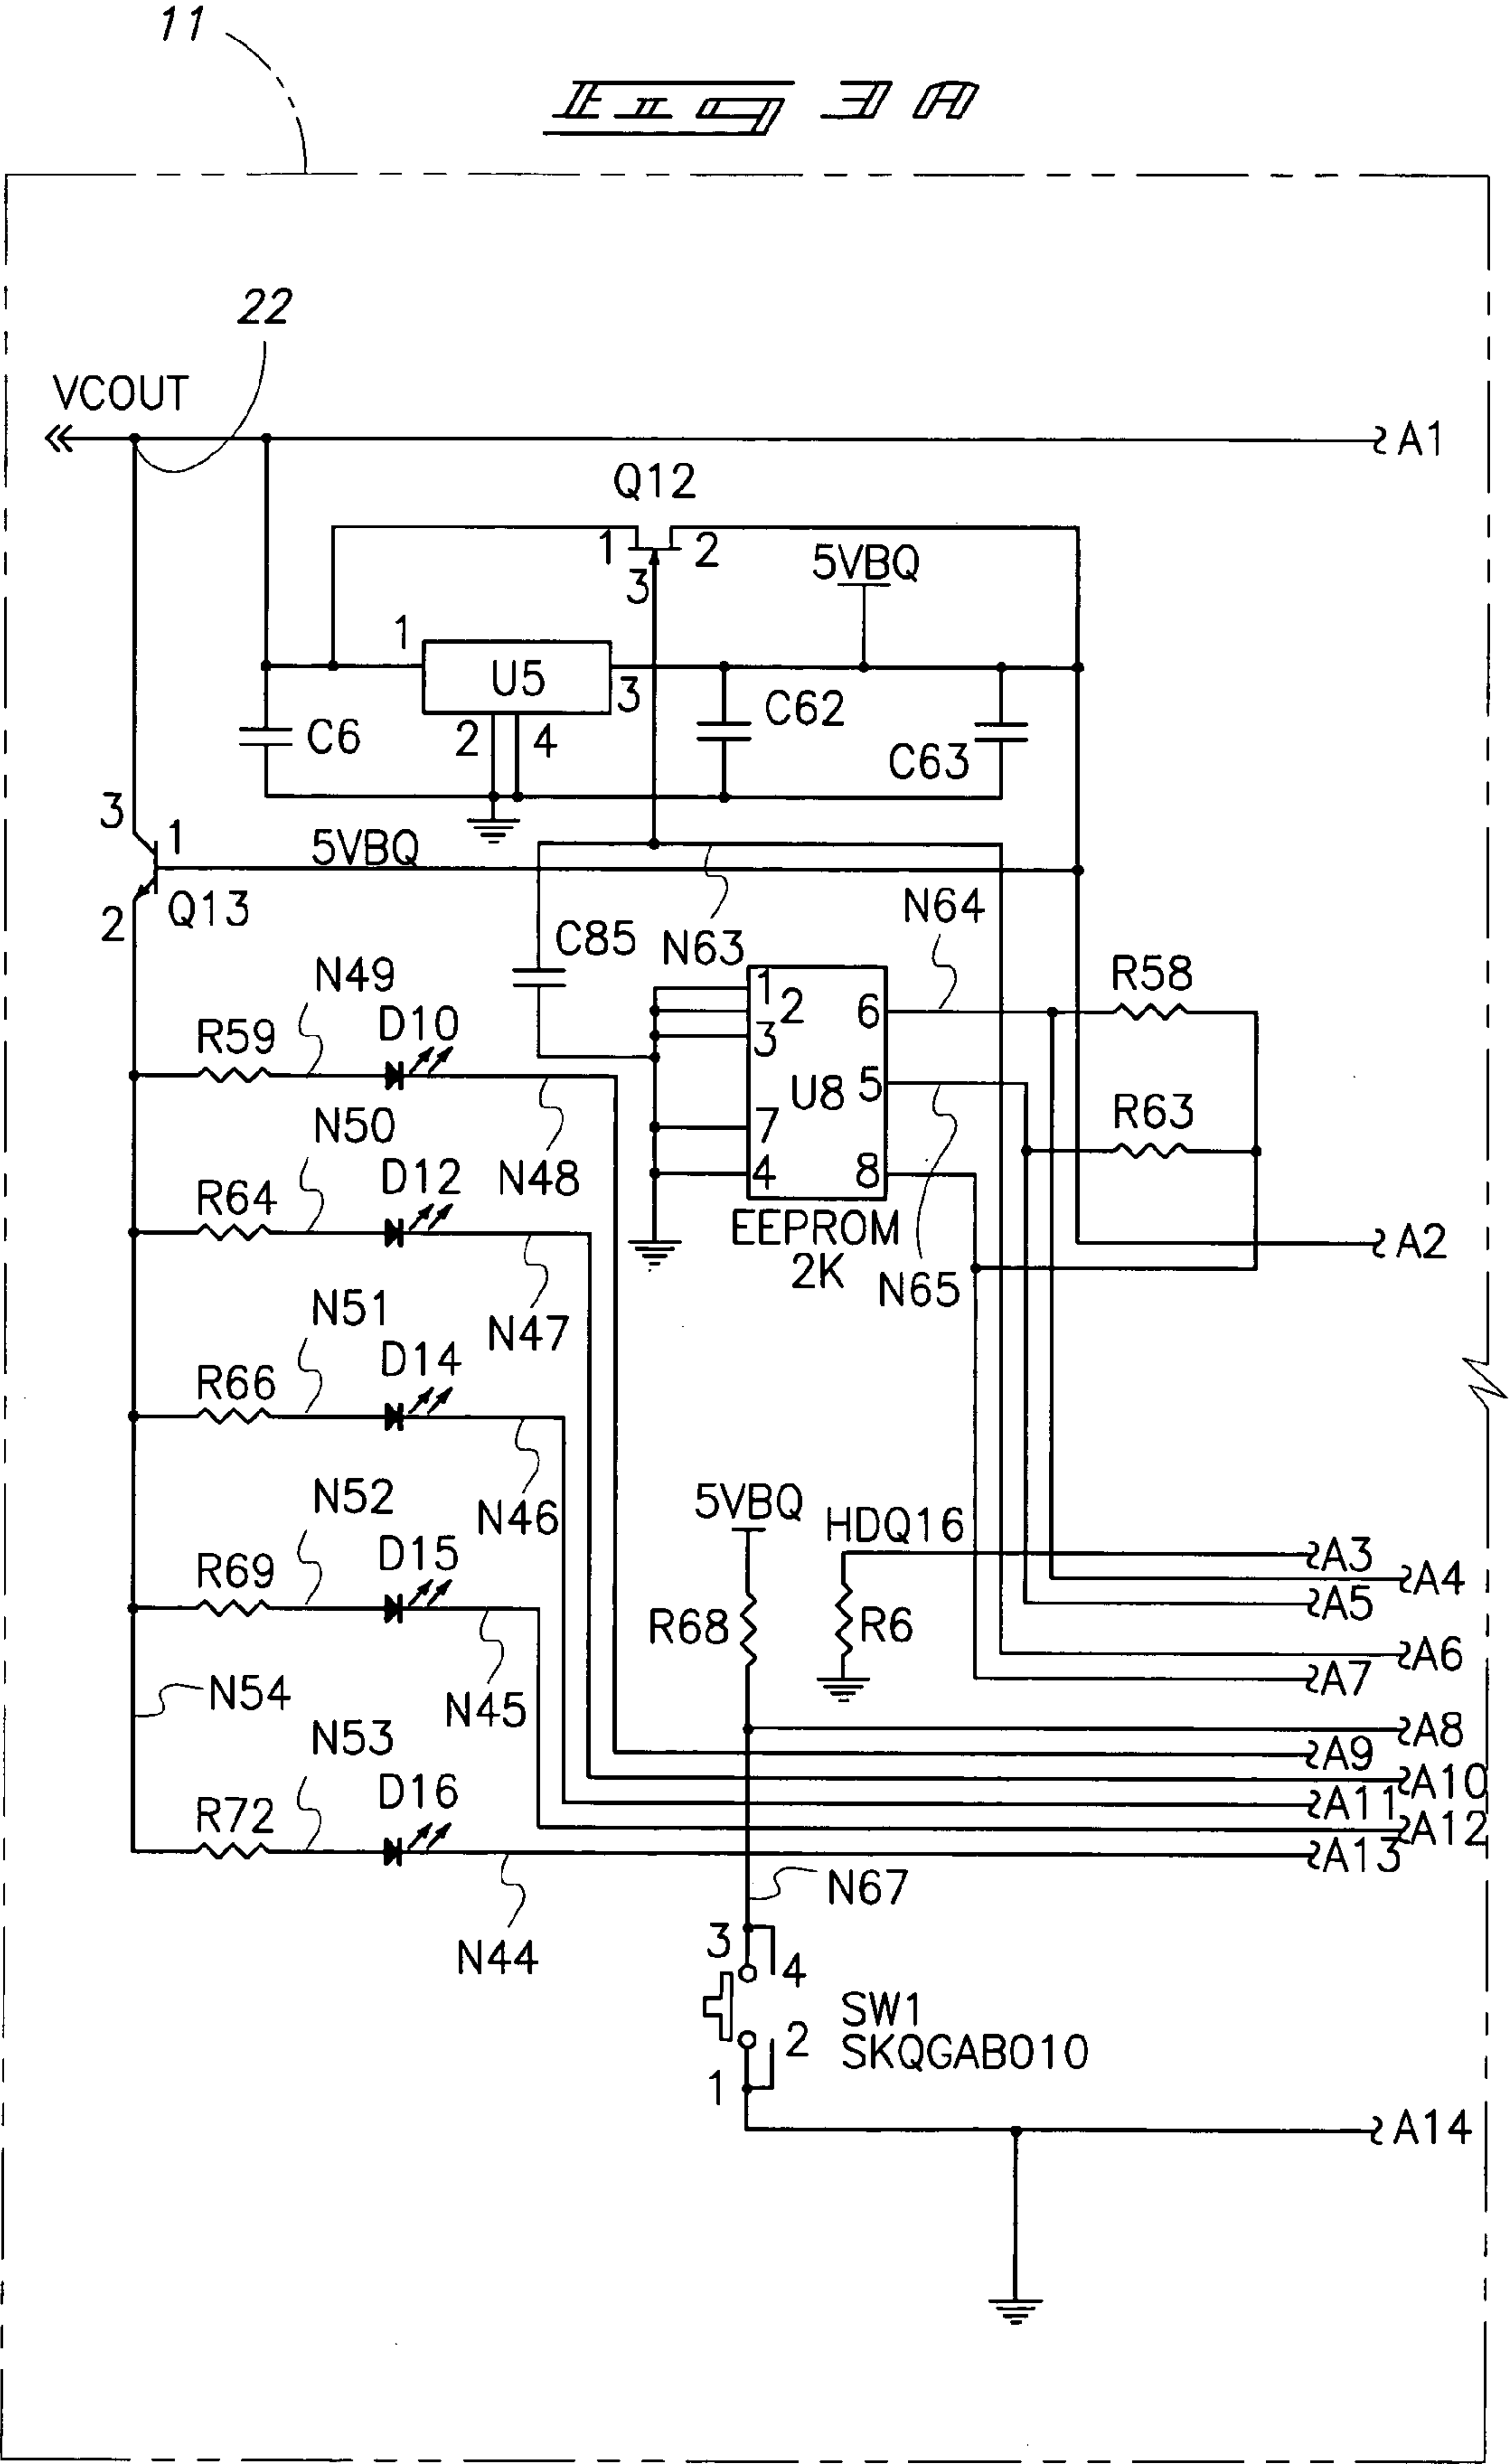 11
Fig 3A
22
VCOUT
A1
Q12
1
2
3
5VBQ
1
U5
3
2
4
C6
C62
C63
3
1
5VBQ
Q13
2
N64
C85
N63
N49
R59
D10
N48
1
2
3
7
4
6
5
8
U8
EEPROM
2K
R58
R63
N65
A2
N50
R64
D12
N47
N51
R66
D14
N46
N52
R69
D15
N45
5VBQ
HDQ16
R68
R6
A3
A4
A5
A6
A7
N54
A8
A9
A10
A11
A12
A13
N53
R72
D16
N44
N67
3
4
SW1
SKQGAB010
2
1
A14